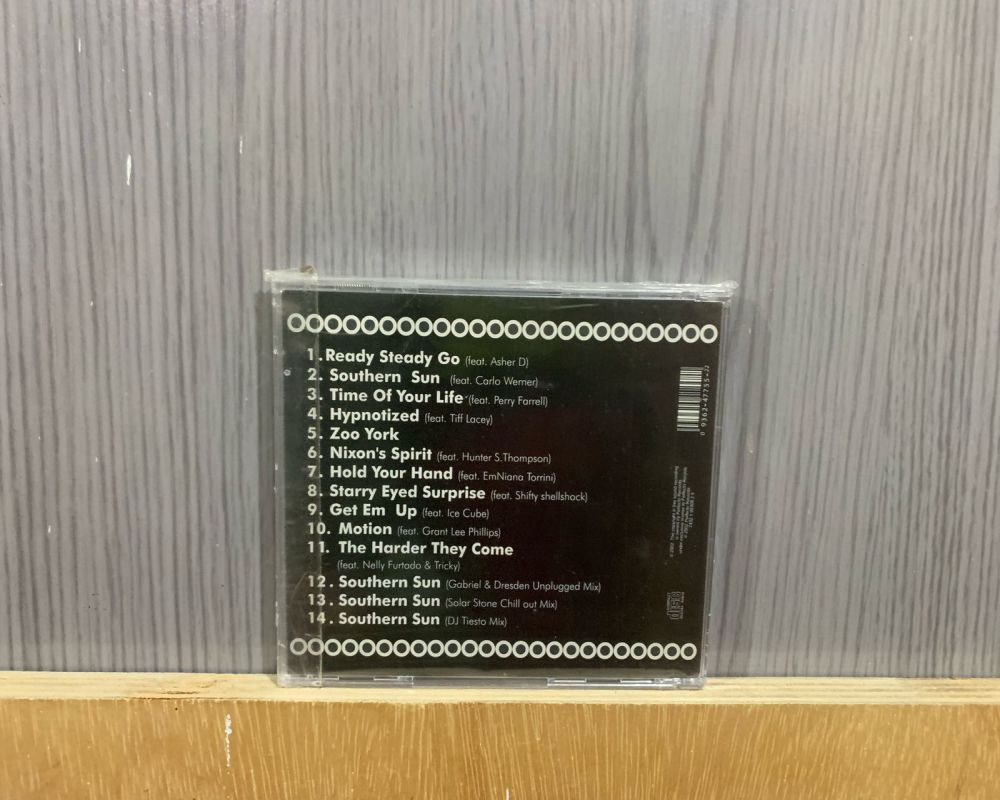 1. Ready Steady Go (feat. Asher D)
2. Southern Sun (feat. Carlo Werner)
3. Time Of Your Life (feat. Perry Farrell)
4. Hypnotized (feat. Tiff Lacey)
5. Zoo York
6. Nixon's Spirit (feat. Hunter S.Thompson)
7. Hold Your Hand (feat. EmNiana Torrini)
8. Starry Eyed Surprise (feat. Shifty shellshock)
9. Get Em Up (feat. Ice Cube)
10. Motion (feat. Grant Lee Phillips)
11. The Harder They Come
(feat. Nelly Furtado & Tricky)
12. Southern Sun (Gabriel & Dresden Unplugged Mix)
13. Southern Sun (Solar Stone Chill out Mix)
14. Southern Sun (DJ Tiesto Mix)
0 9362-47755-22